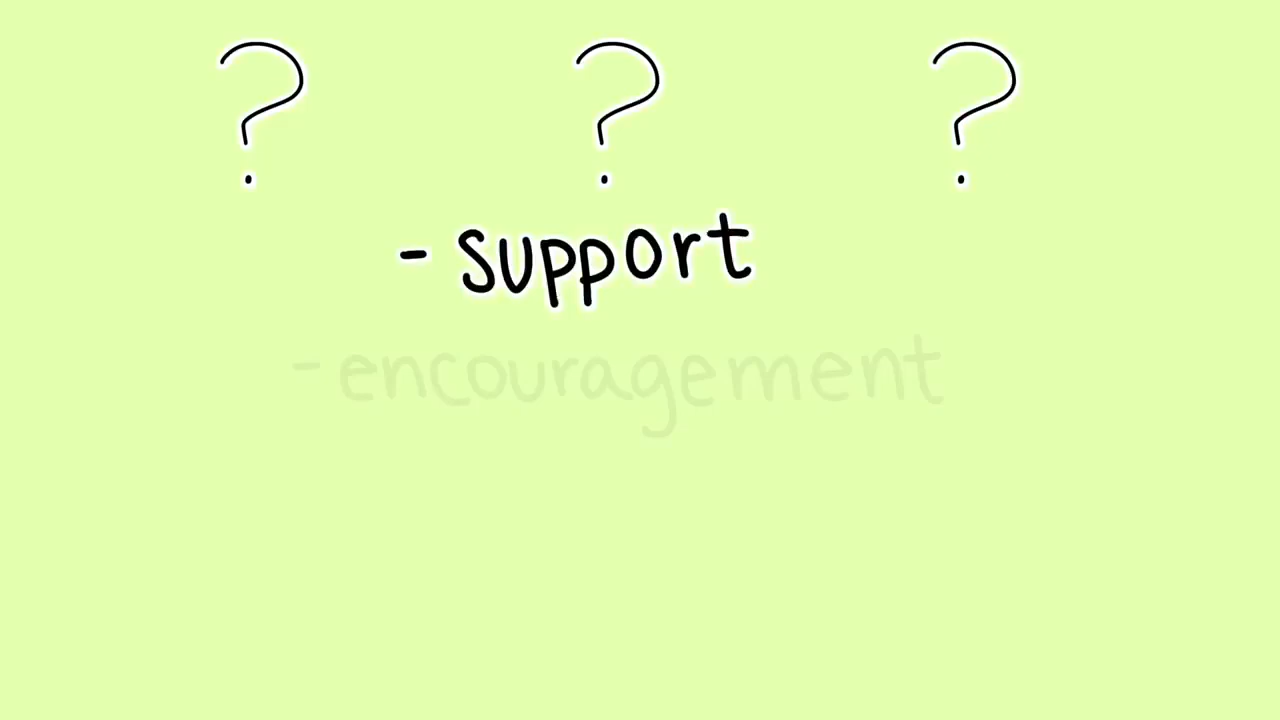 ? ? ?
- support
- encouragement